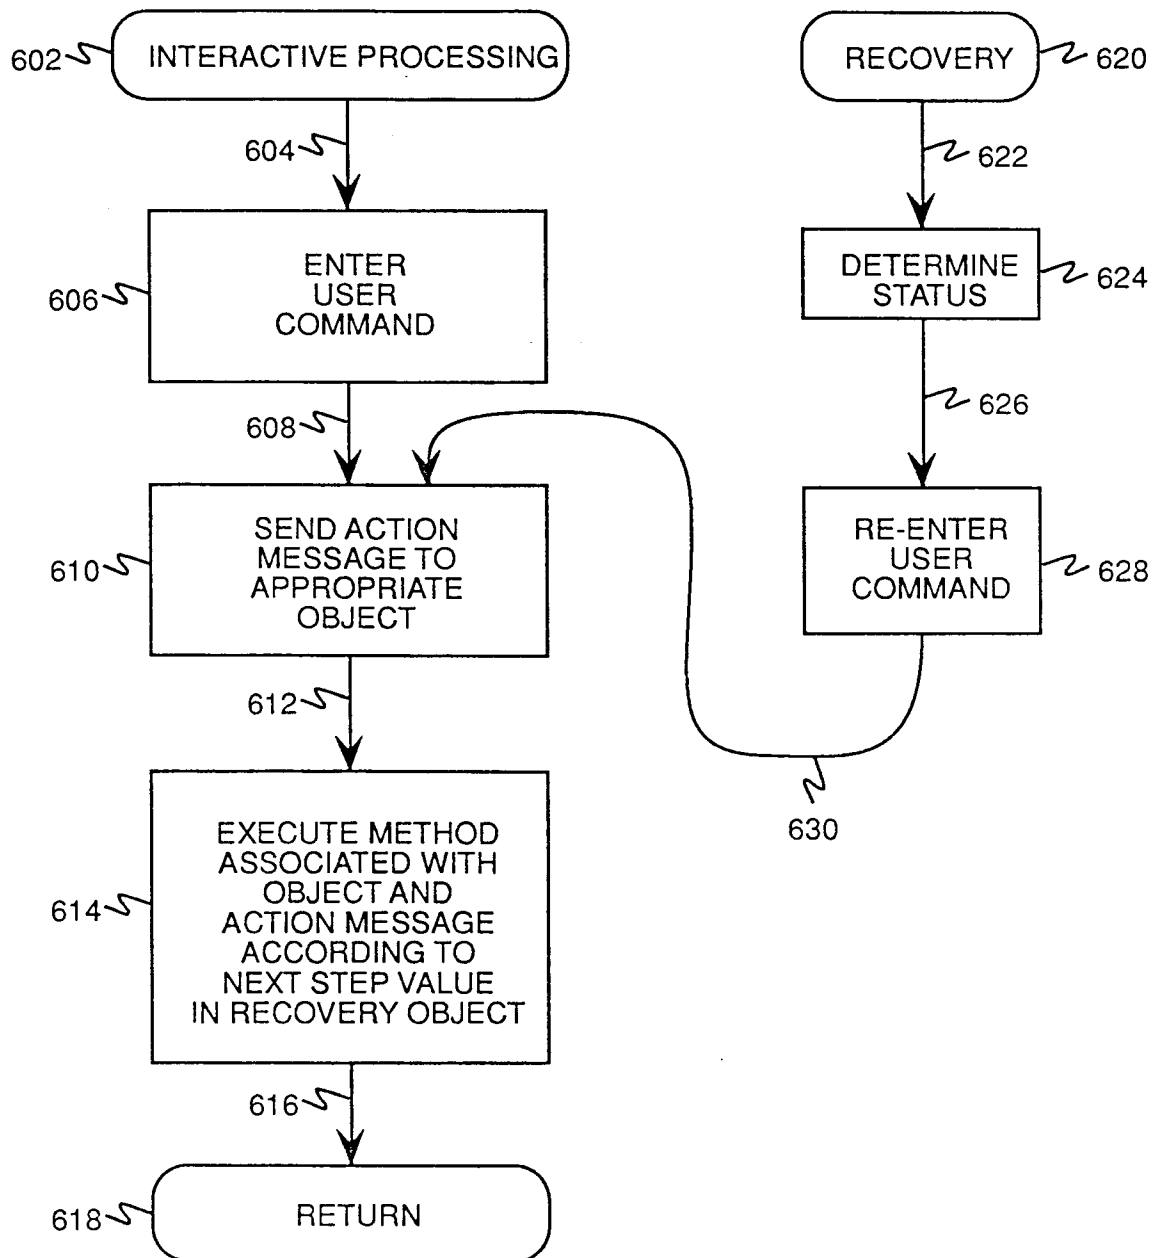 602
INTERACTIVE PROCESSING
604
606
ENTER
USER
COMMAND
608
610
SEND ACTION
MESSAGE TO
APPROPRIATE
OBJECT
612
614
EXECUTE METHOD
ASSOCIATED WITH
OBJECT AND
ACTION MESSAGE
ACCORDING TO
NEXT STEP VALUE
IN RECOVERY OBJECT
616
618
RETURN
RECOVERY
620
622
DETERMINE
STATUS
624
626
RE-ENTER
USER
COMMAND
628
630